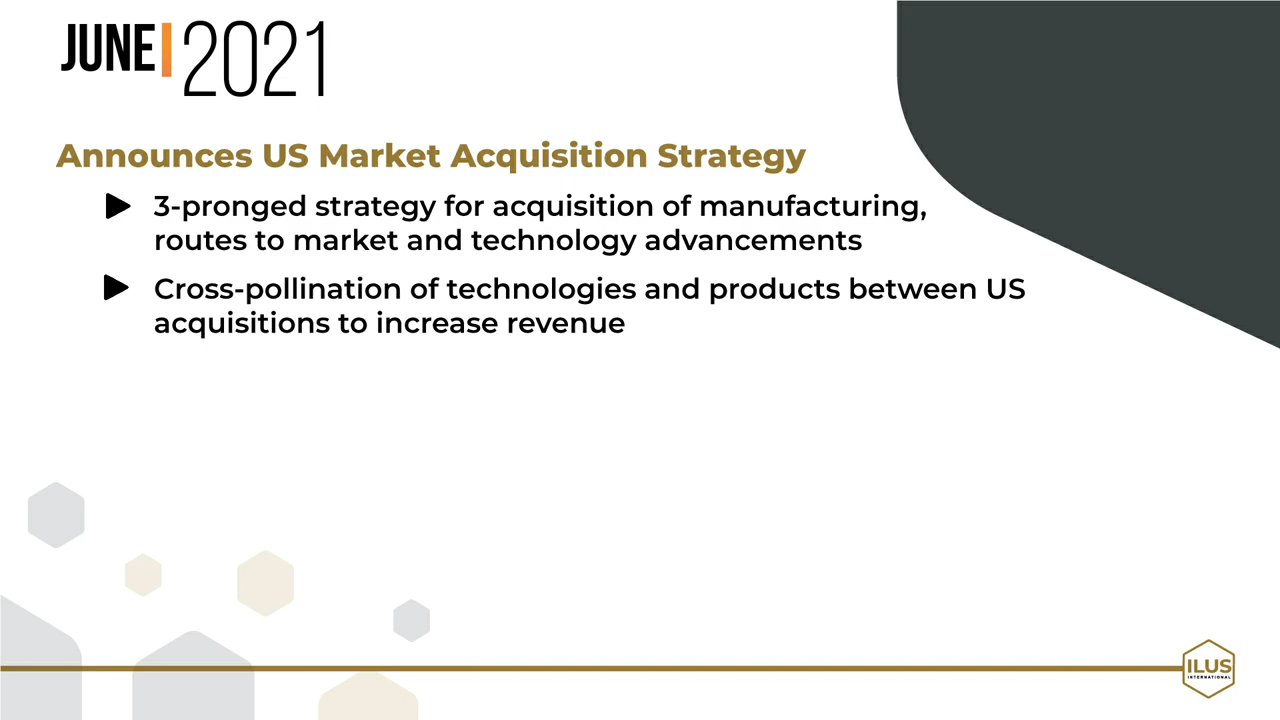 JUNE 2021
Announces US Market Acquisition Strategy
3-pronged strategy for acquisition of manufacturing,
routes to market and technology advancements
Cross-pollination of technologies and products between US
acquisitions to increase revenue
ILUS
INTERNATIONAL